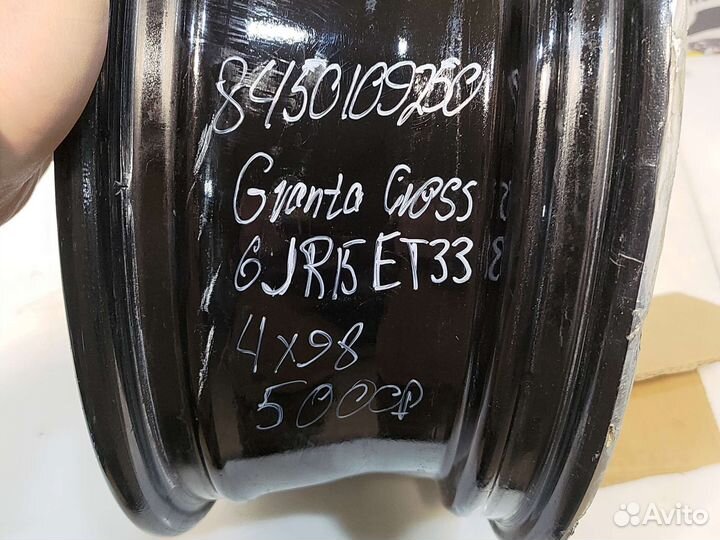 8450109250
Granta Cross
6JR15 ET33
4x98
5000р
Avito